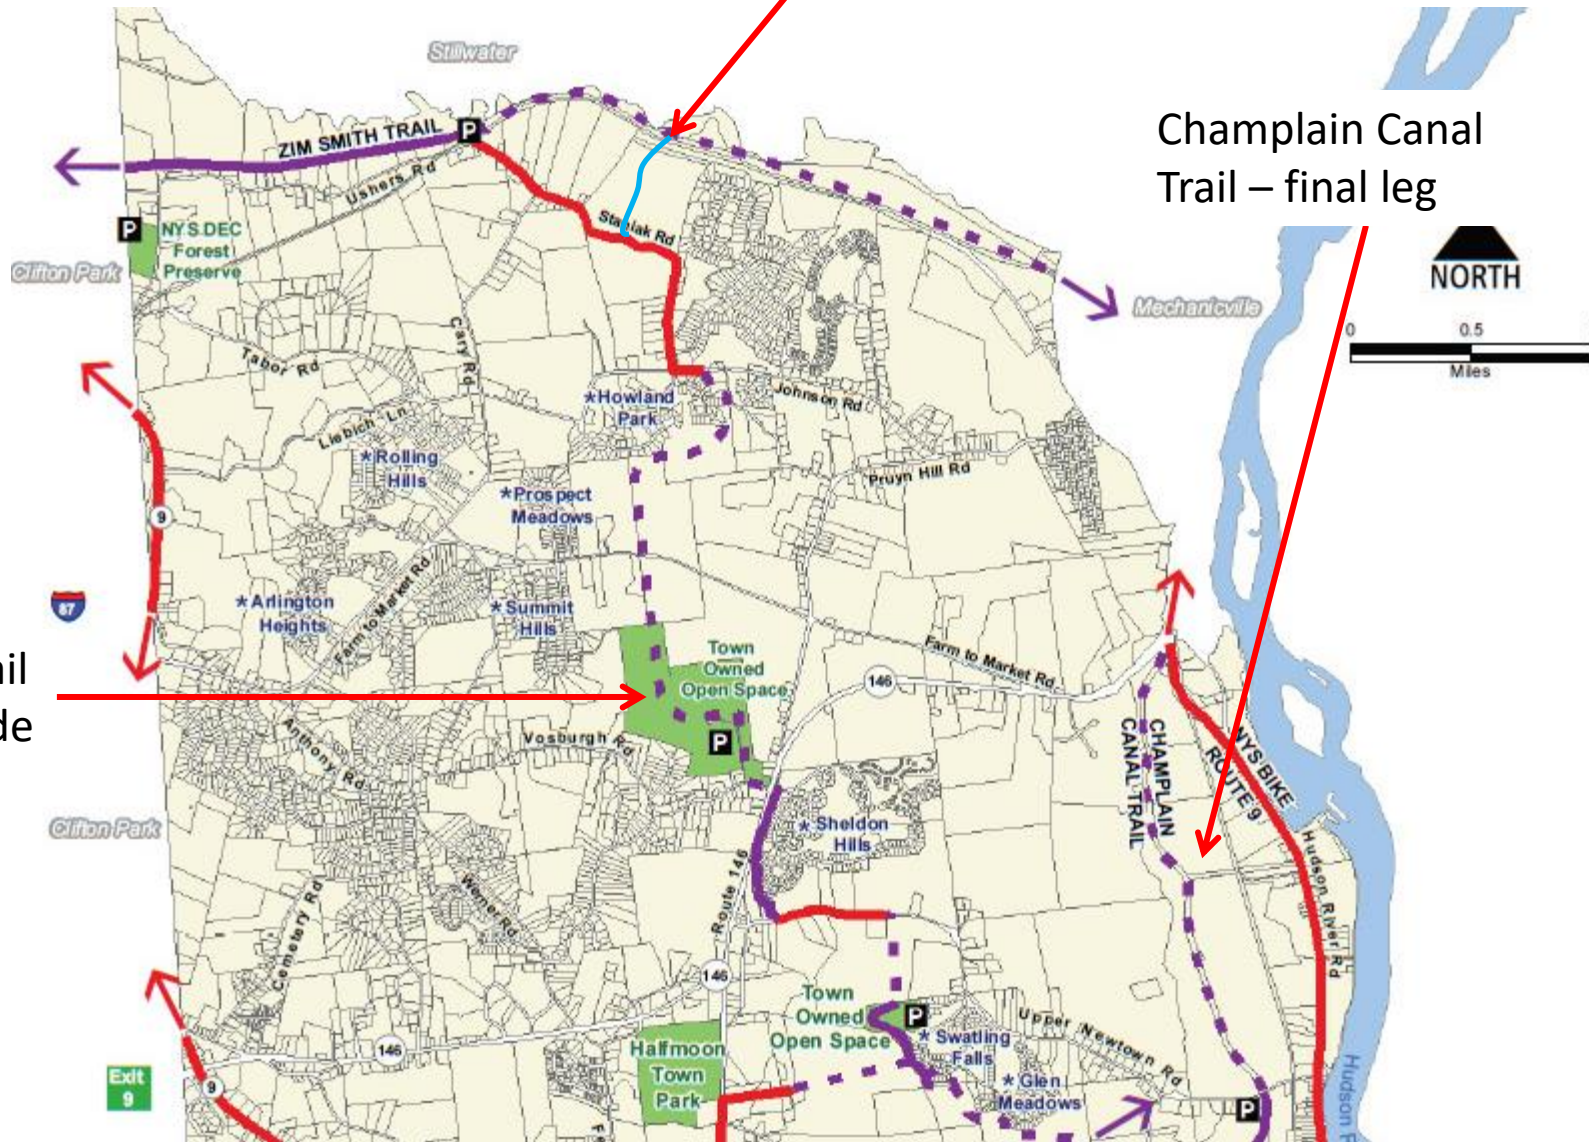 Stillwater
ZIM SMITH TRAIL
P
Ushers Rd
P
NYS DEC
Forest
Preserve
Clifton Park
Staniak Rd
Champlain Canal
Trail – final leg
NORTH
0
0.5
Miles
Mechanicville
Tabor Rd
Cary Rd
Liebich Ln
*Howland
Park
Johnson Rd
*Rolling
Hills
*Prospect
Meadows
Pruyn Hill Rd
9
87
*Arlington
Heights
Farm to Market Rd
*Summit
Hills
Town
Owned
Open Space
P
Farm to Market Rd
146
Anthony Rd
Vosburgh Rd
Clifton Park
*Sheldon
Hills
Route 146
CHAMPLAIN
CANAL TRAIL
NYS BIKE
ROUTE 9
Hudson River Rd
Cemetery Rd
Werner Rd
146
Town
Owned
Open Space
P
*Swatling
Falls
Upper Newtown Rd
*Glen
Meadows
P
Halfmoon
Town
Park
146
9
Exit
9
Hudson